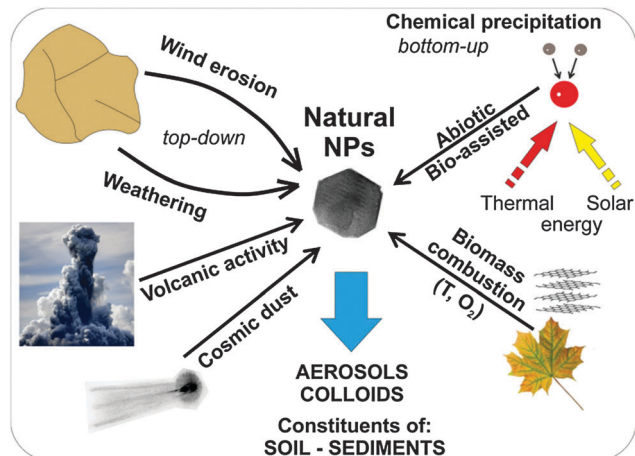 Chemical precipitation
bottom-up
Wind erosion
top-down
Weathering
Natural
NPs
Abiotic
Bio-assisted
Thermal
Solar
energy
Volcanic activity
Cosmic dust
Biomass
combustion
(T, O₂)
AEROSOLS
COLLOIDS
Constituents of:
SOIL - SEDIMENTS